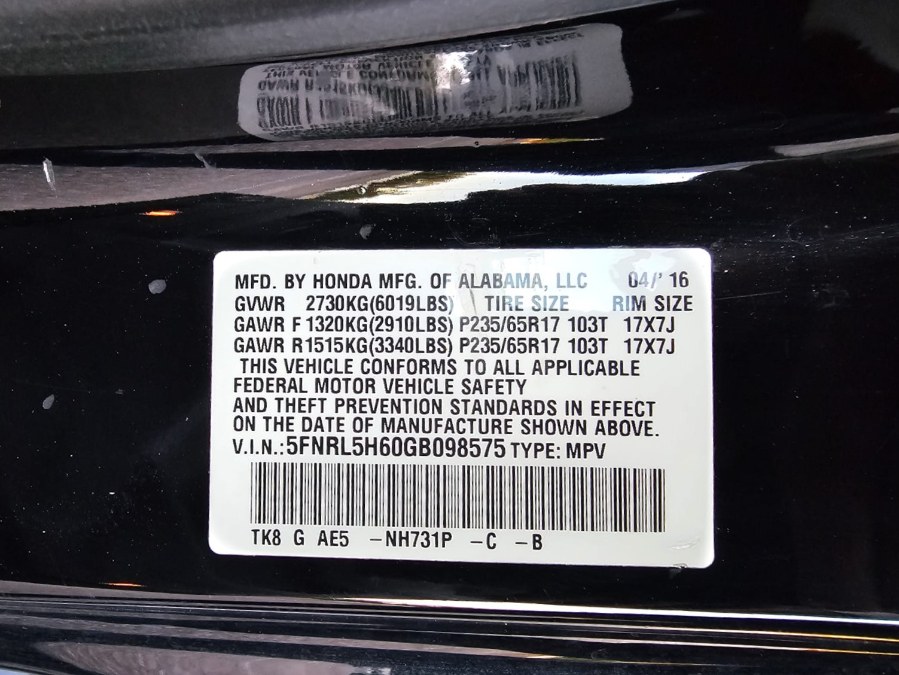 MFD. BY HONDA MFG. OF ALABAMA, LLC 04/' 16
GVWR 2730KG(6019LBS) TIRE SIZE RIM SIZE
GAWR F 1320KG(2910LBS) P235/65R17 103T 17X7J
GAWR R1515KG(3340LBS) P235/65R17 103T 17X7J
THIS VEHICLE CONFORMS TO ALL APPLICABLE
FEDERAL MOTOR VEHICLE SAFETY
AND THEFT PREVENTION STANDARDS IN EFFECT
ON THE DATE OF MANUFACTURE SHOWN ABOVE.
V.I.N.:5FNRL5H60GB098575 TYPE: MPV
TK8 G AE5 -NH731P -C -B